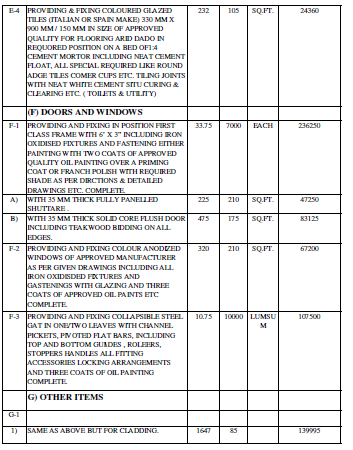 E-4 PROVIDING & FIXING COLOURED GLAZED 232 105 SQ.FT. 24360
TILES (ITALIAN OR SPAIN MAKE) 330 MM X
900 MM / 150 MM IN SIZE OF APPROVED
QUALITY FOR FLOORING ARID DADO IN
REQUORED POSITION ON A BED OF1:4
CEMENT MORTOR INCLUDING NEAT CEMENT
FLOAT, ALL SPECIAL REQUIRED LIKE ROUND
ADGE TILES COMER CUPS ETC. TILING JOINTS
WITH NEAT WHITE CEMENT SITU CURING &
CLEARING ETC. ( TOILETS & UTILITY)
(F) DOORS AND WINDOWS
F-1 PROVIDING AND FIXING IN POSITION FIRST 33.75 7000 EACH 236250
CLASS FRAME WITH 6' X 3" INCLUDING IRON
OXIDISED FIXTURES AND FASTENING EITHER
PAINTING WITH TWO COATS OF APPROVED
QUALITY OIL PAINTING OVER A PRIMING
COAT OR FRANCH POLISH WITH REQUIRED
SHADE AS PER DIRCTIONS & DETAILED
DRAWINGS ETC. COMPLETE.
A) WITH 35 MM THICK FULLY PANELLED 225 210 SQ.FT. 47250
SHUTTARE .
B) WITH 35 MM THICK SOLID CORE FLUSH DOOR 475 175 SQ.FT. 83125
INCLUDING TEAKWOOD BIDDING ON ALL
EDGES.
F-2 PROVIDING AND FIXING COLOUR ANODIZED 320 210 SQ.FT. 67200
WINDOWS OF APPROVED MANUFACTURER
AS PER GIVEN DRAWINGS INCLUDING ALL
IRON OXIDISDED FIXTURES AND
GASTENINGS WITH GLAZING AND THREE
COATS OF APPROVED OIL PAINTS ETC
COMPLETE.
F-3 PROVIDING AND FIXING COLLAPSIBLE STEEL 10.75 10000 LUMSU 107500
GAT IN ONE/TWO LEAVES WITH CHANNEL M
PICKETS, PIVOTED FLAT BARS, INCLUDING
TOP AND BOTTOM GUIDES , ROLEERS,
STOPPERS HANDLES ALL FITTING
ACCESSORIES LOCKING ARRANGEMENTS
AND THREE COATS OF OIL PAINTING
COMPLETE.
G) OTHER ITEMS
G-1
1) SAME AS ABOVE BUT FOR CLADDING. 1647 85 139995